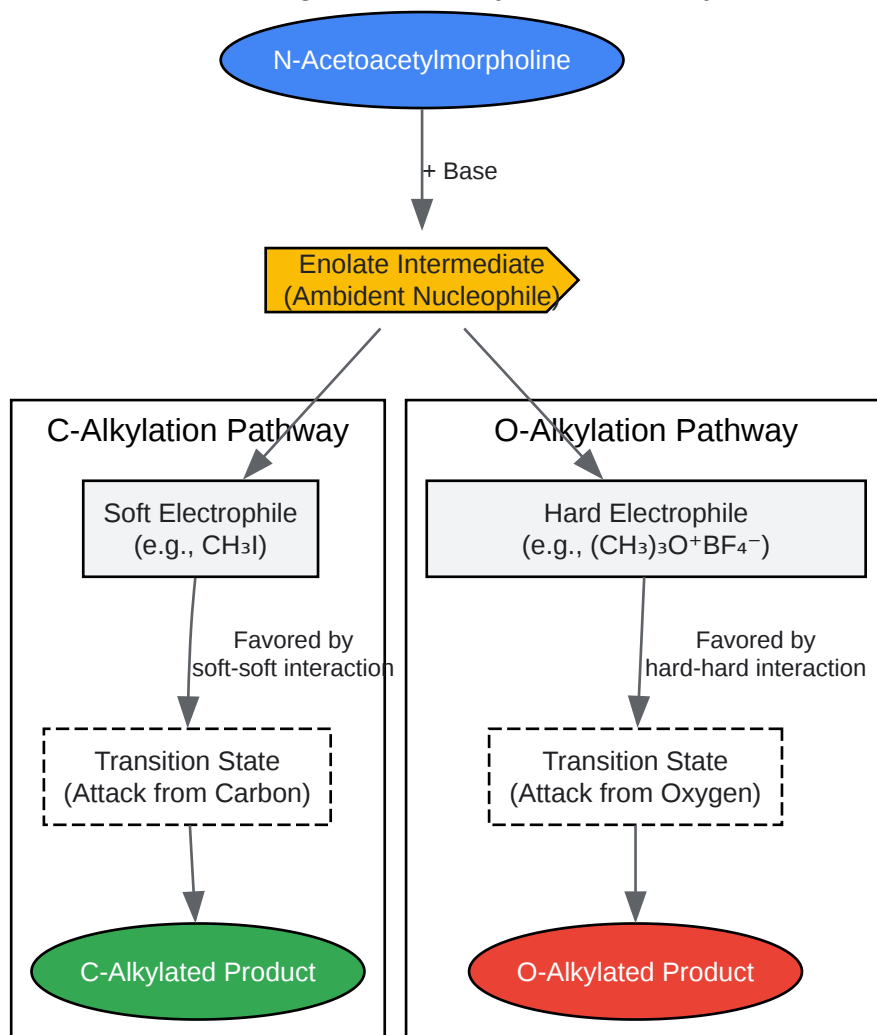 N-Acetoacetylmorpholine
+ Base
Enolate Intermediate
(Ambident Nucleophile)
C-Alkylation Pathway
Soft Electrophile
(e.g., CH₃I)
Favored by
soft-soft interaction
Transition State
(Attack from Carbon)
C-Alkylated Product
O-Alkylation Pathway
Hard Electrophile
(e.g., (CH₃)₃O⁺BF₄⁻)
Favored by
hard-hard interaction
Transition State
(Attack from Oxygen)
O-Alkylated Product